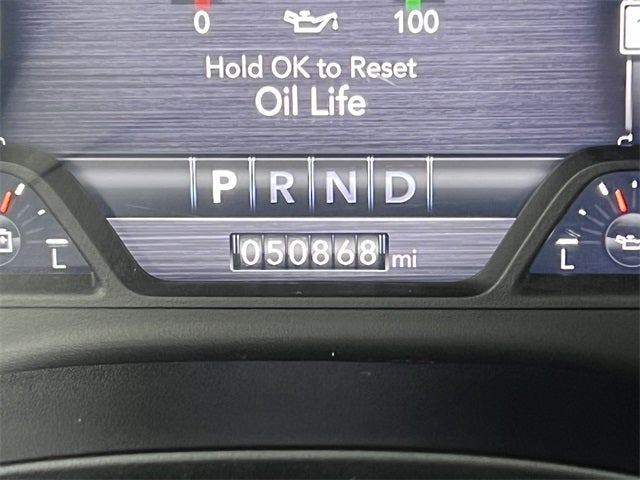 0 100
Hold OK to Reset
Oil Life
P R N D
050868 mi
L L